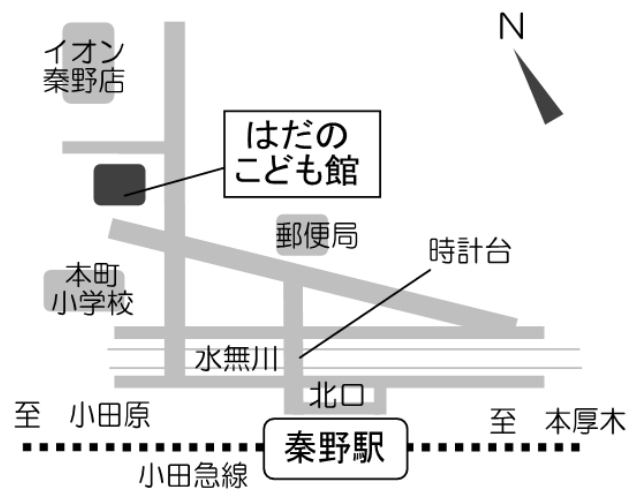 N
イオン
秦野店
はだの
こども館
郵便局
時計台
本町
小学校
水無川
北口
至 小田原
至 本厚木
秦野駅
小田急線